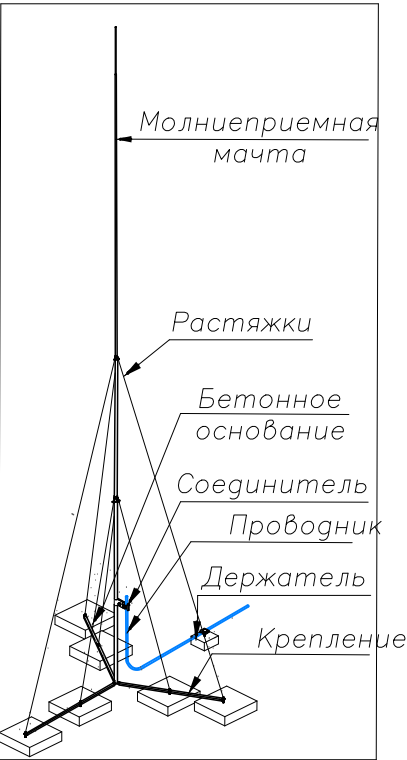 Молниеприемная
мачта
Растяжки
Бетонное
основание
Соединитель
Проводник
Держатель
Крепление